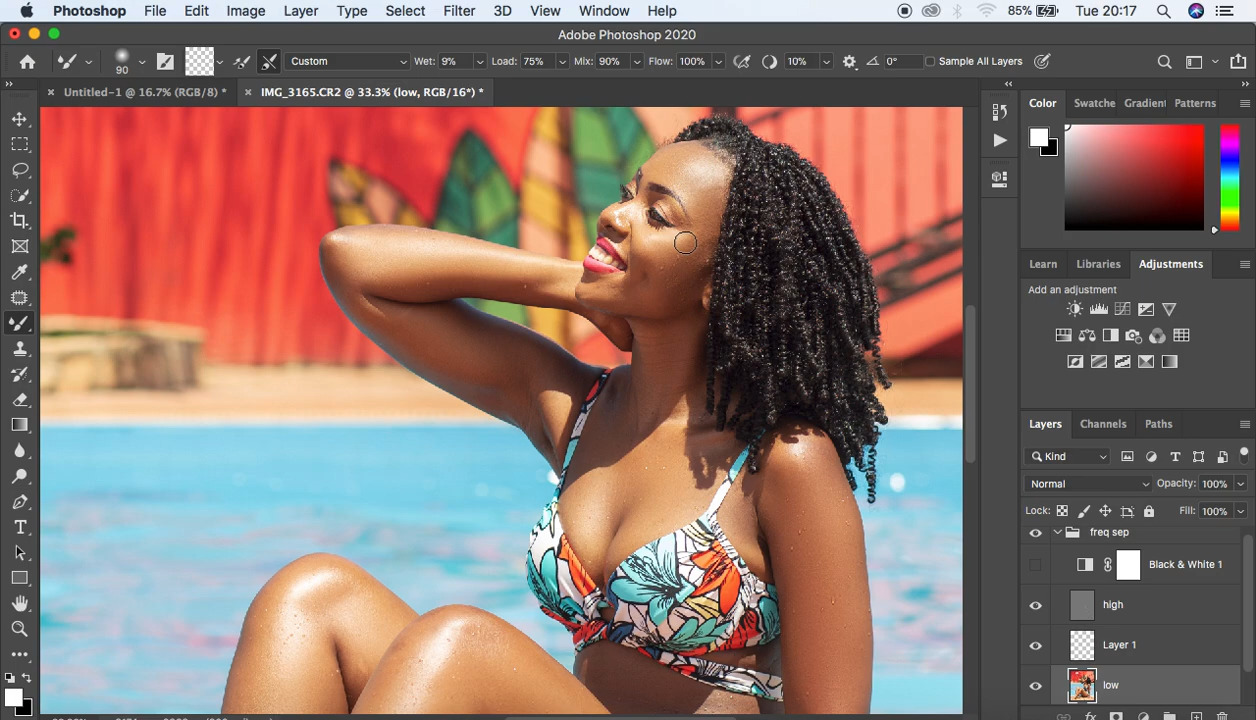 Photoshop File Edit Image Layer Type Select Filter 3D View Window Help 85% Tue 20:17
Adobe Photoshop 2020
90 Custom Wet: 9% Load: 75% Mix: 90% Flow: 100% 10% 0° Sample All Layers
Untitled-1 @ 16.7% (RGB/8) * IMG_3165.CR2 @ 33.3% (low, RGB/16*) *
Color Swatche Gradient Patterns
Learn Libraries Adjustments
Add an adjustment
Layers Channels Paths
Kind
Normal Opacity: 100%
Lock: Fill: 100%
freq sep
Black & White 1
high
Layer 1
low